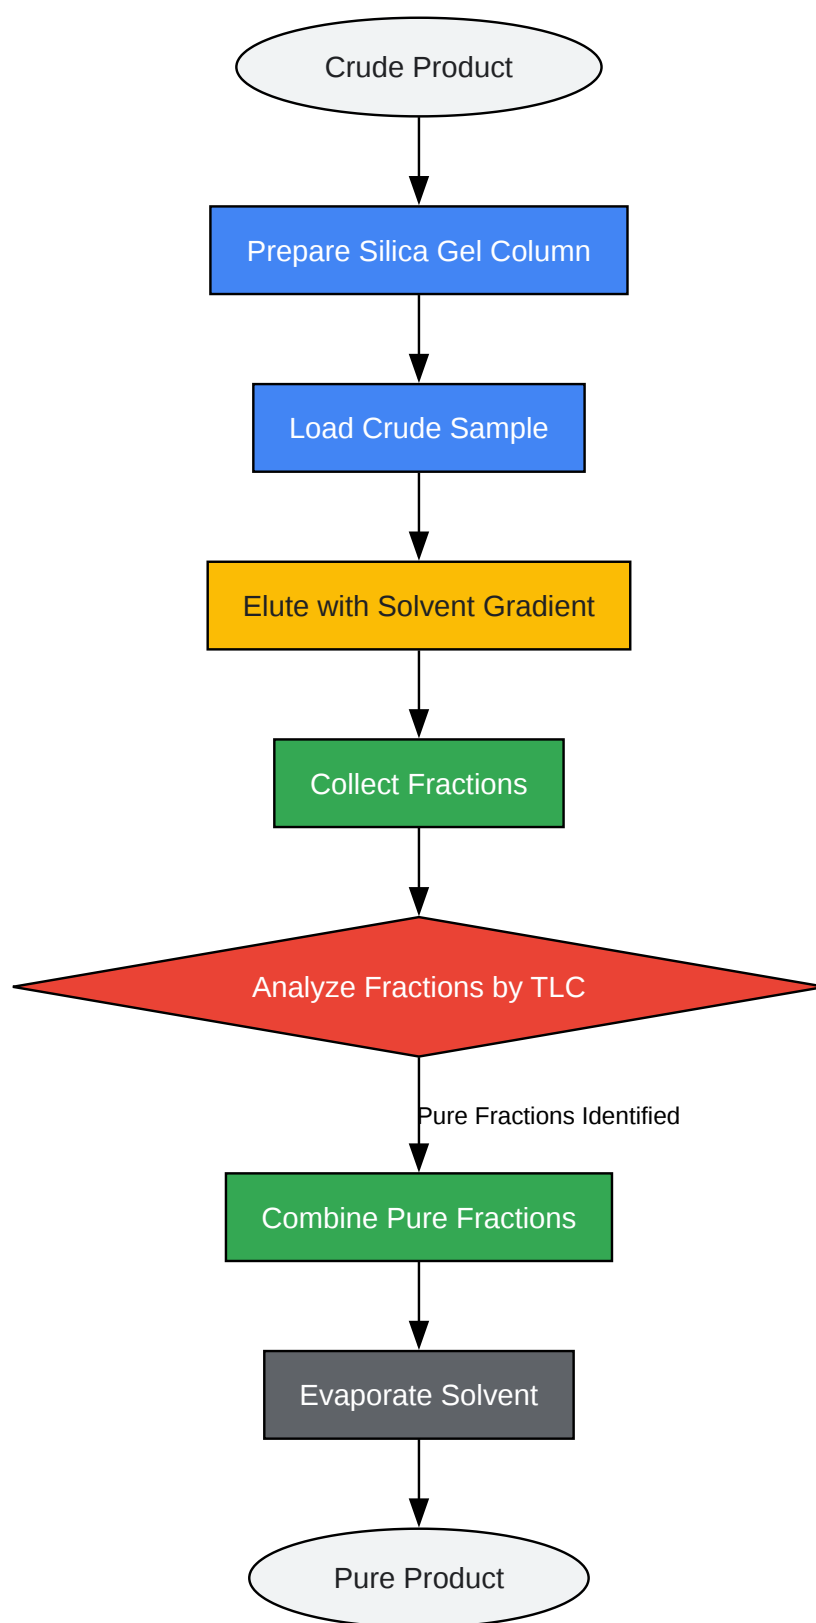 Crude Product
Prepare Silica Gel Column
Load Crude Sample
Elute with Solvent Gradient
Collect Fractions
Analyze Fractions by TLC
Pure Fractions Identified
Combine Pure Fractions
Evaporate Solvent
Pure Product